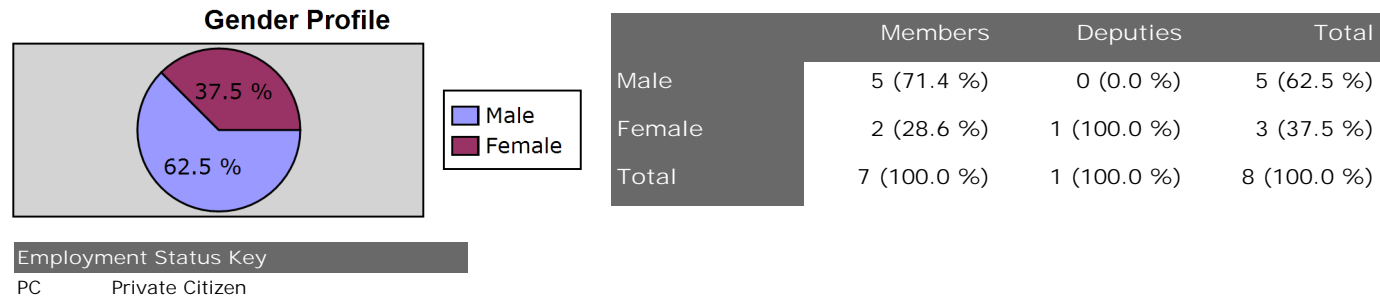 Gender Profile
37.5 %
62.5 %
Male
Female
Members Deputies Total
Male 5 (71.4 %) 0 (0.0 %) 5 (62.5 %)
Female 2 (28.6 %) 1 (100.0 %) 3 (37.5 %)
Total 7 (100.0 %) 1 (100.0 %) 8 (100.0 %)
Employment Status Key
PC Private Citizen